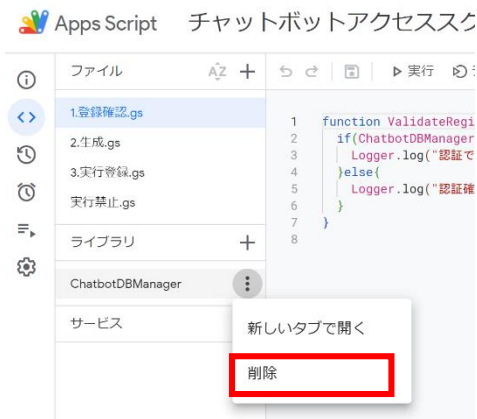 Apps Script チャットボットアクセススク
ファイル
AZ
実行
1.登録確認.gs
2.生成.gs
3.実行登録.gs
実行禁止.gs
ライブラリ
ChatbotDBManager
サービス
1 function ValidateRegi
2 if(ChatbotDBManager
3 Logger.log("認証で
4 }else{
5 Logger.log("認証確
6 }
7 }
8
新しいタブで開く
削除